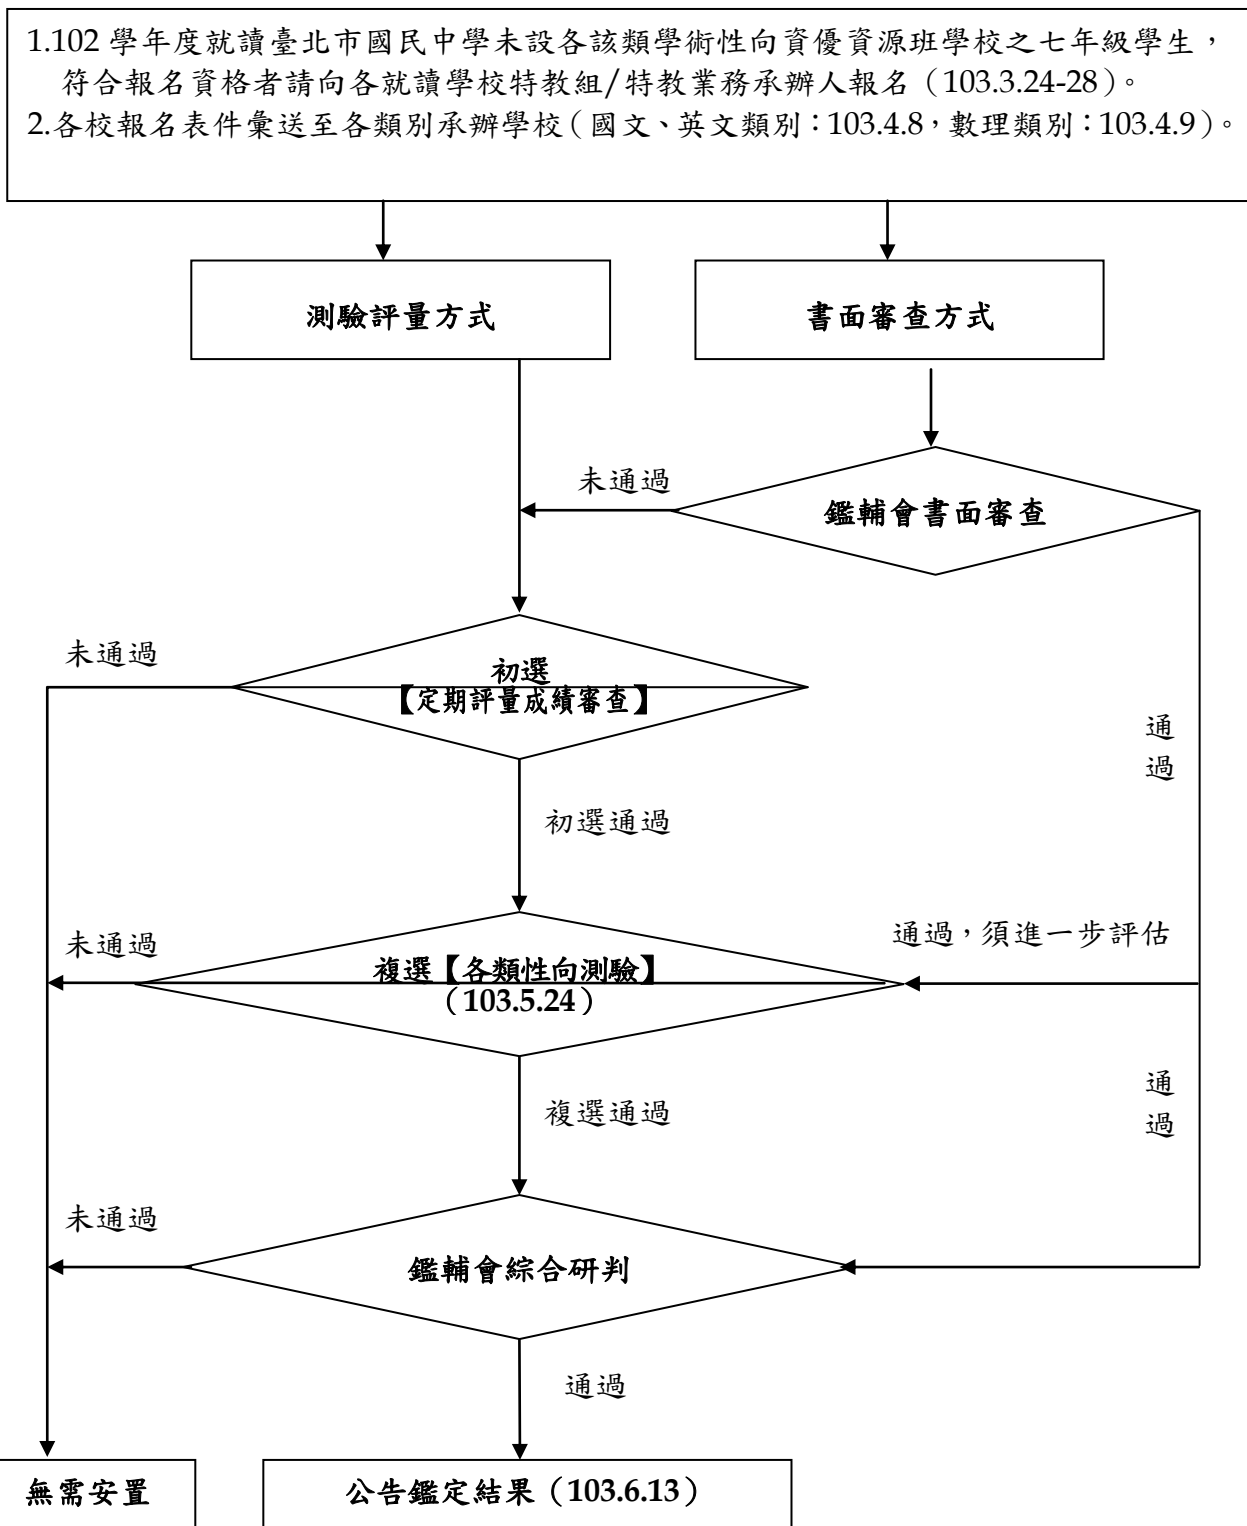 1.102 學年度就讀臺北市國民中學未設各該類學術性向資優資源班學校之七年級學生，
符合報名資格者請向各就讀學校特教組/特教業務承辦人報名（103.3.24-28）。
2.各校報名表件彙送至各類別承辦學校（國文、英文類別：103.4.8，數理類別：103.4.9）。
測驗評量方式
書面審查方式
未通過
鑑輔會書面審查
未通過
初選
【定期評量成績審查】
通
過
初選通過
未通過
複選【各類性向測驗】
（103.5.24）
通過，須進一步評估
複選通過
通
過
未通過
鑑輔會綜合研判
通過
無需安置
公告鑑定結果（103.6.13）